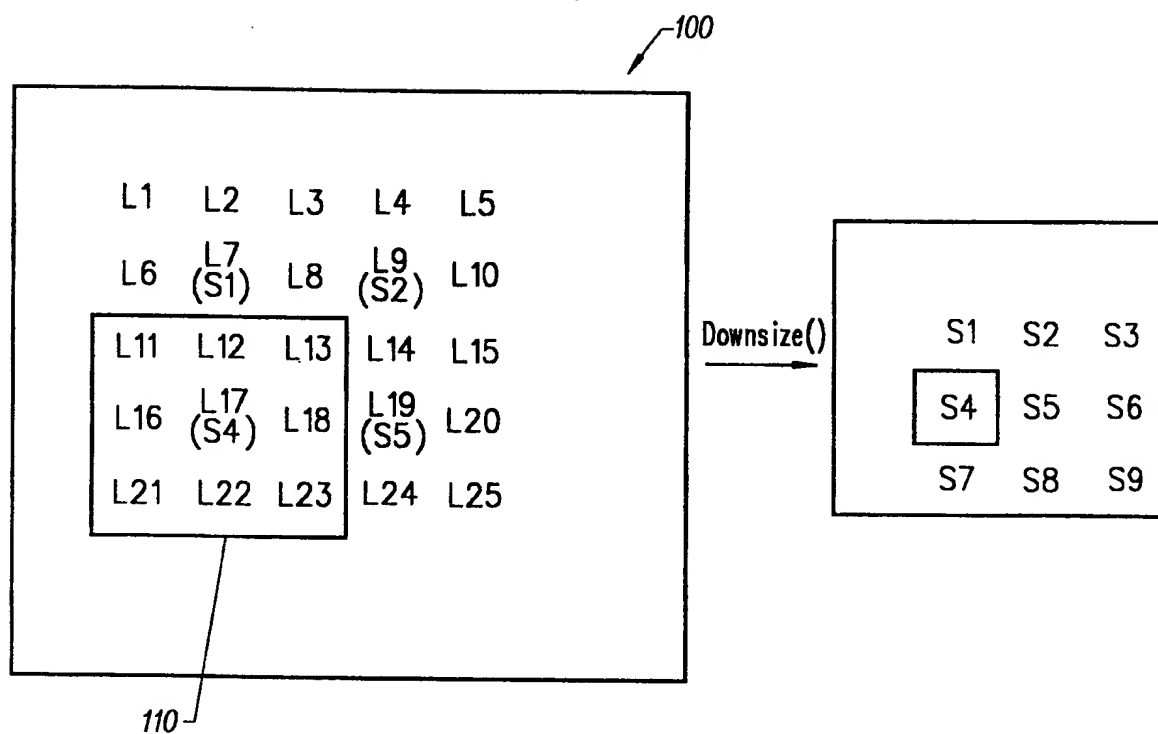 100
L1 L2 L3 L4 L5
L6 L7 (S1) L8 L9 (S2) L10
L11 L12 L13 L14 L15
L16 L17 (S4) L18 L19 (S5) L20
L21 L22 L23 L24 L25
110
Downsize()
S1 S2 S3
S4 S5 S6
S7 S8 S9